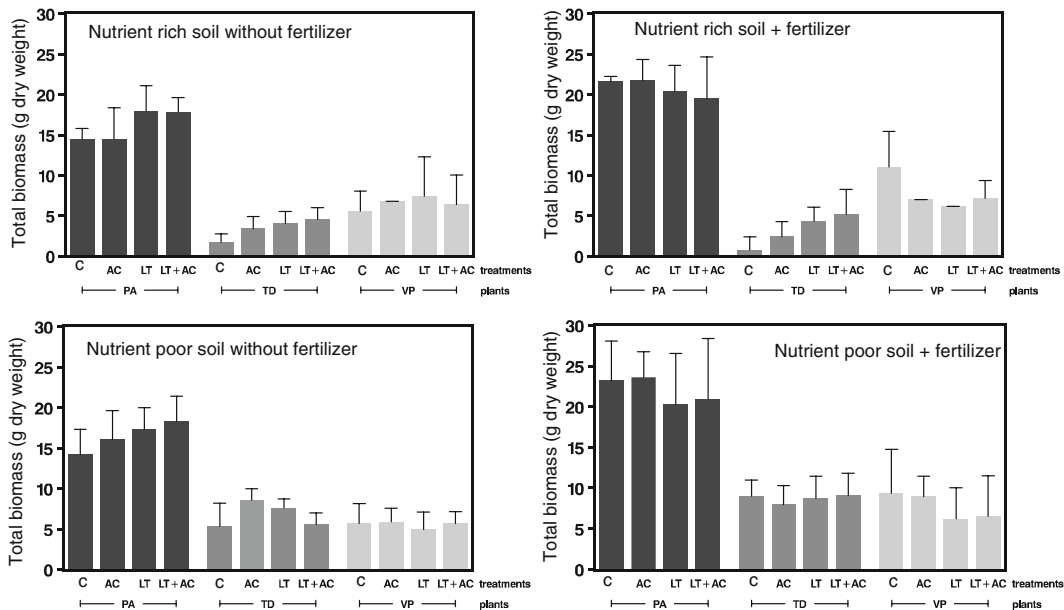 Nutrient rich soil without fertilizer
Total biomass (g dry weight)
30
25
20
15
10
5
0
C AC LT LT + AC C AC LT LT + AC C AC LT LT + AC treatments
PA TD VP plants
Nutrient rich soil + fertilizer
Total biomass (g dry weight)
30
25
20
15
10
5
0
C AC LT LT + AC C AC LT LT + AC C AC LT LT + AC treatments
PA TD VP plants
Nutrient poor soil without fertilizer
Total biomass (g dry weight)
30
25
20
15
10
5
0
C AC LT LT + AC C AC LT LT + AC C AC LT LT + AC treatments
PA TD VP plants
Nutrient poor soil + fertilizer
Total biomass (g dry weight)
30
25
20
15
10
5
0
C AC LT LT + AC C AC LT LT + AC C AC LT LT + AC treatments
PA TD VP plants